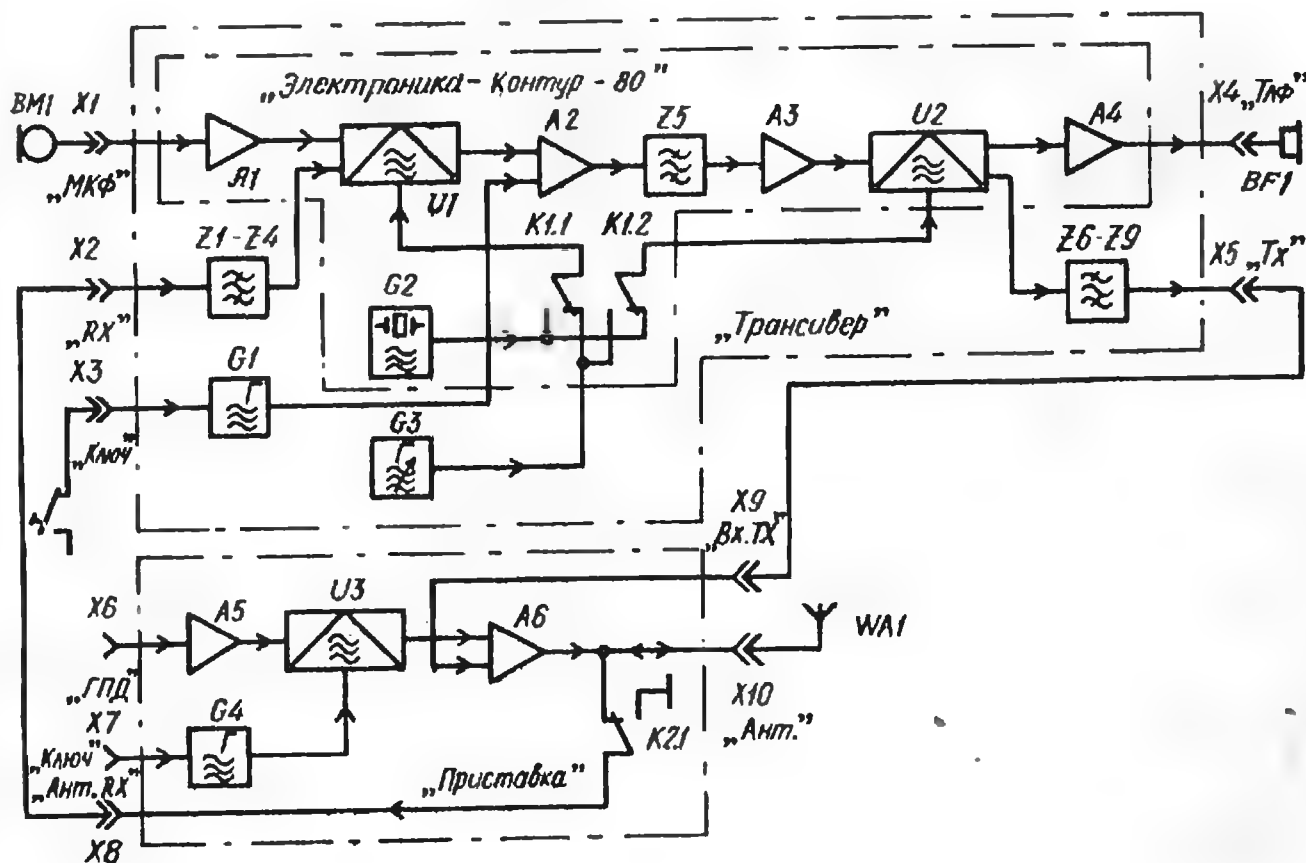 „Электроника-Контур-80”
BM1
X1
„МКФ”
A1
U1
A2
Z5
A3
U2
A4
X4 „Тлф”
BF1
X2
„RX”
Z1-Z4
K1.1
K1.2
Z6-Z9
X5 „Tx”
G2
„Трансивер”
X3
„Ключ”
G1
G3
X9
„Вх.ТХ”
X6
„ГПД”
A5
U3
A6
WA1
X10
„Ант.”
X7
„Ключ”
G4
K2.1
„Ант.RX”
„Приставка”
X8